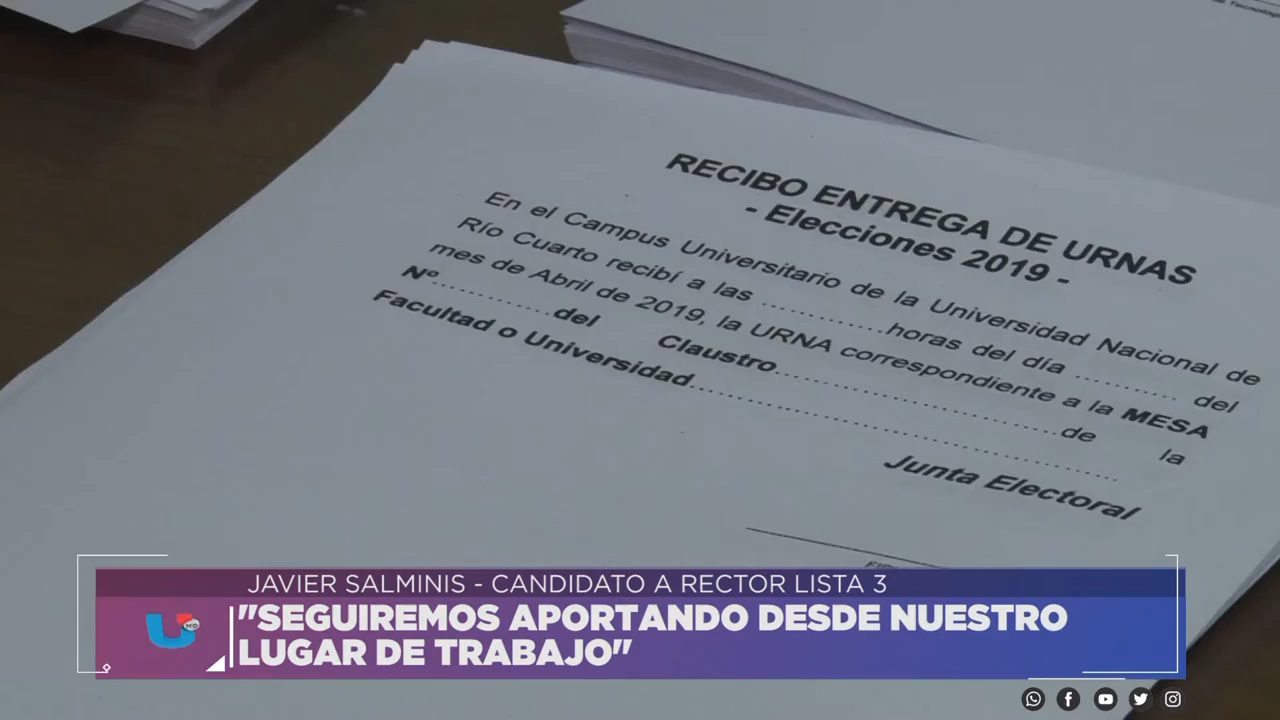 RECIBO ENTREGA DE URNAS
- Elecciones 2019 -
En el Campus Universitario de la Universidad Nacional de
Río Cuarto recibí a las ............... horas del día ........... del
mes de Abril de 2019, la URNA correspondiente a la MESA
Nº............... del Claustro........................................ de la
Facultad o Universidad............................................................
Junta Electoral
JAVIER SALMINIS - CANDIDATO A RECTOR LISTA 3
"SEGUIREMOS APORTANDO DESDE NUESTRO
LUGAR DE TRABAJO"